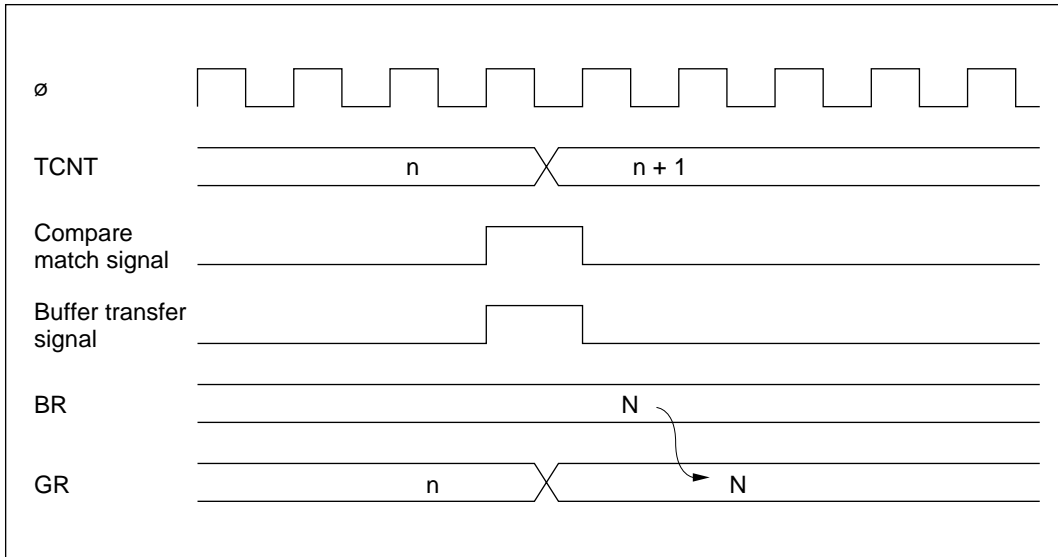 ø
TCNT
n
n + 1
Compare
match signal
Buffer transfer
signal
BR
N
GR
n
N